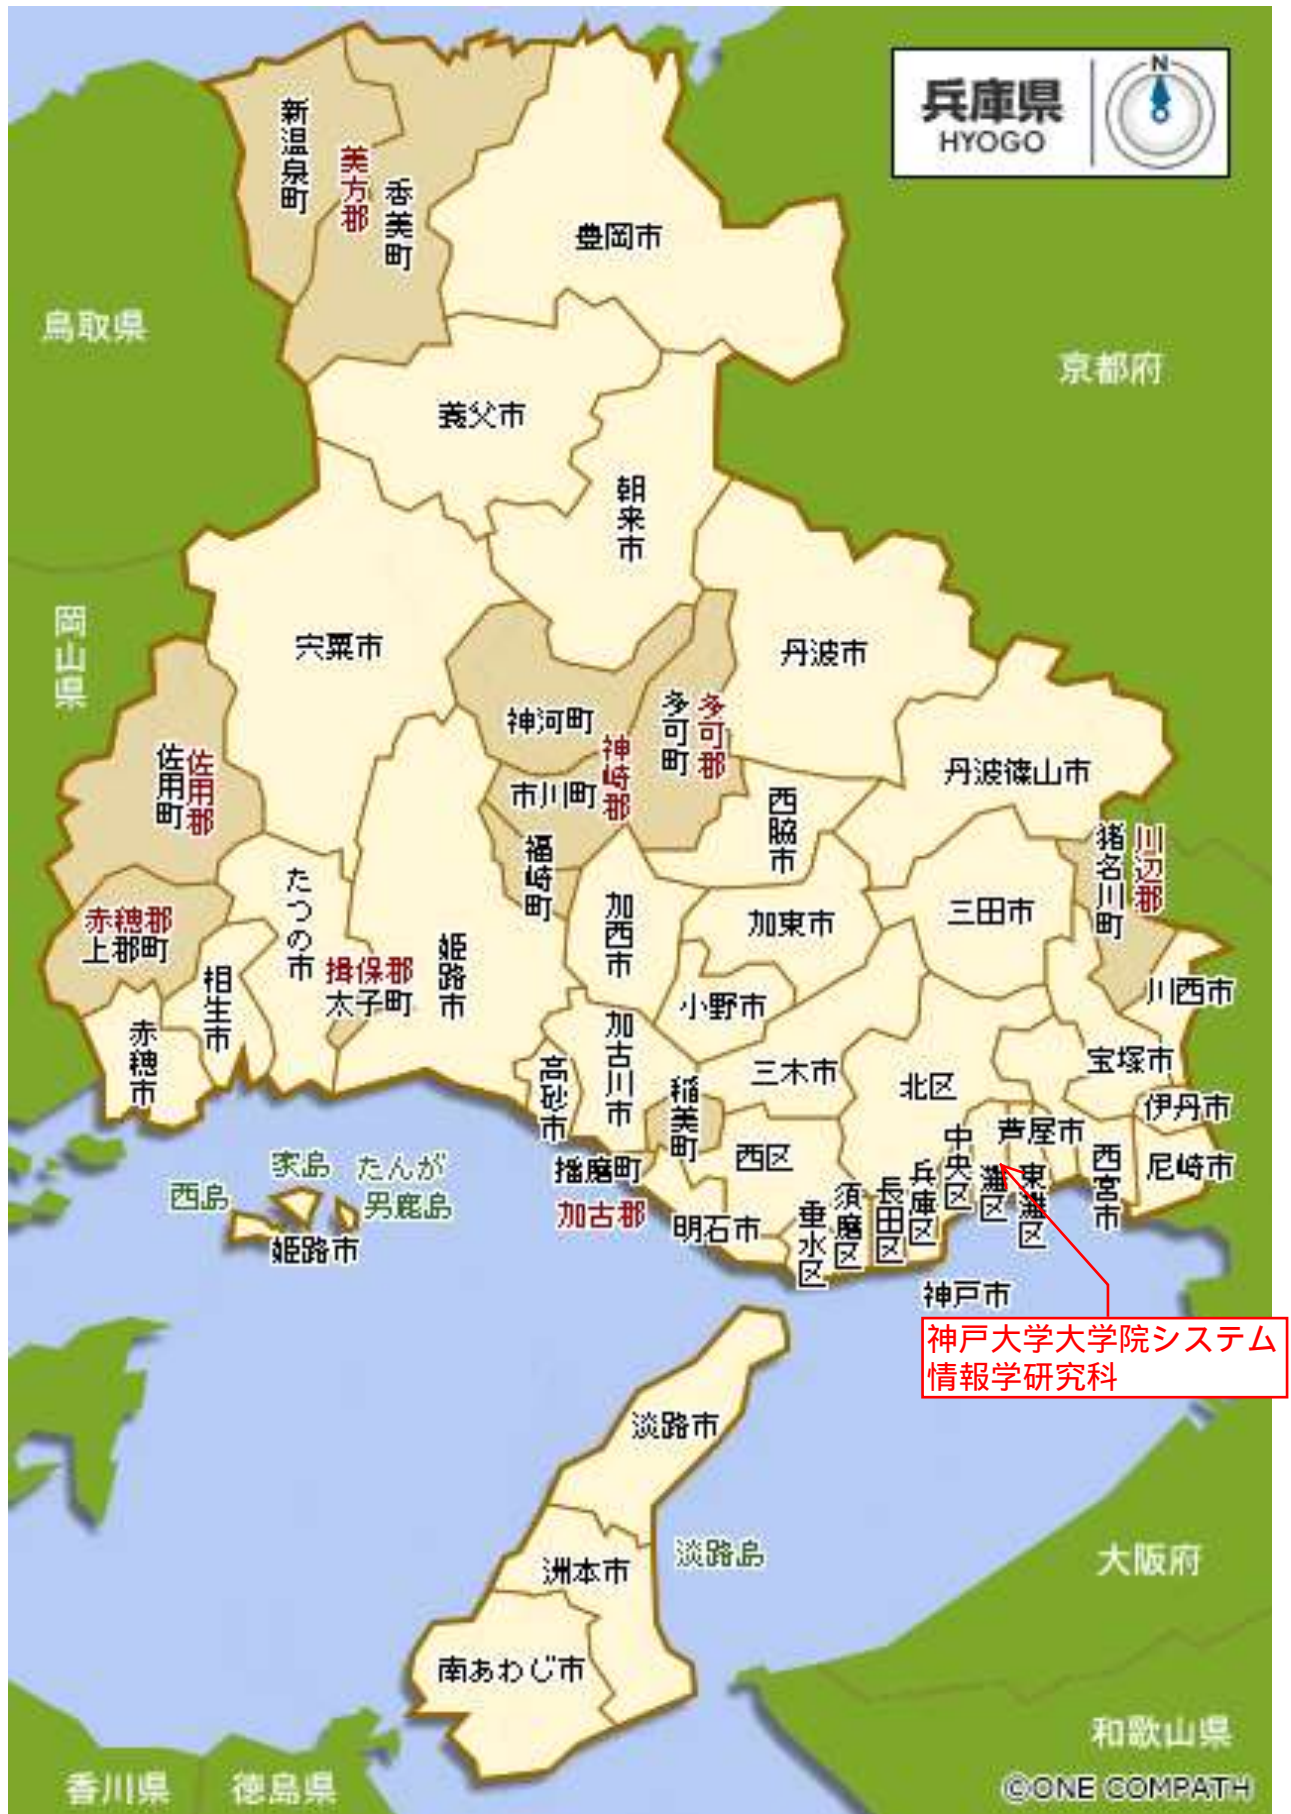 兵庫県
HYOGO
N
新温泉町
美方郡
香美町
豊岡市
鳥取県
京都府
養父市
朝来市
岡山県
宍粟市
丹波市
神河町
神崎郡
多可町
多可郡
佐用町
佐用郡
市川町
丹波篠山市
西脇市
福崎町
猪名川町
川辺郡
たつの市
赤穂郡
上郡町
加西市
加東市
三田市
姫路市
揖保郡
太子町
相生市
小野市
川西市
赤穂市
高砂市
加古川市
三木市
北区
宝塚市
稲美町
伊丹市
中央区
芦屋市
家島
たんが
男鹿島
西島
姫路市
播磨町
加古郡
西区
明石市
垂水区
須磨区
長田区
兵庫区
灘区
東灘区
西宮市
尼崎市
神戸市
神戸大学大学院システム
情報学研究科
淡路市
淡路島
洲本市
大阪府
南あわじ市
和歌山県
香川県
徳島県
©ONE COMPATH